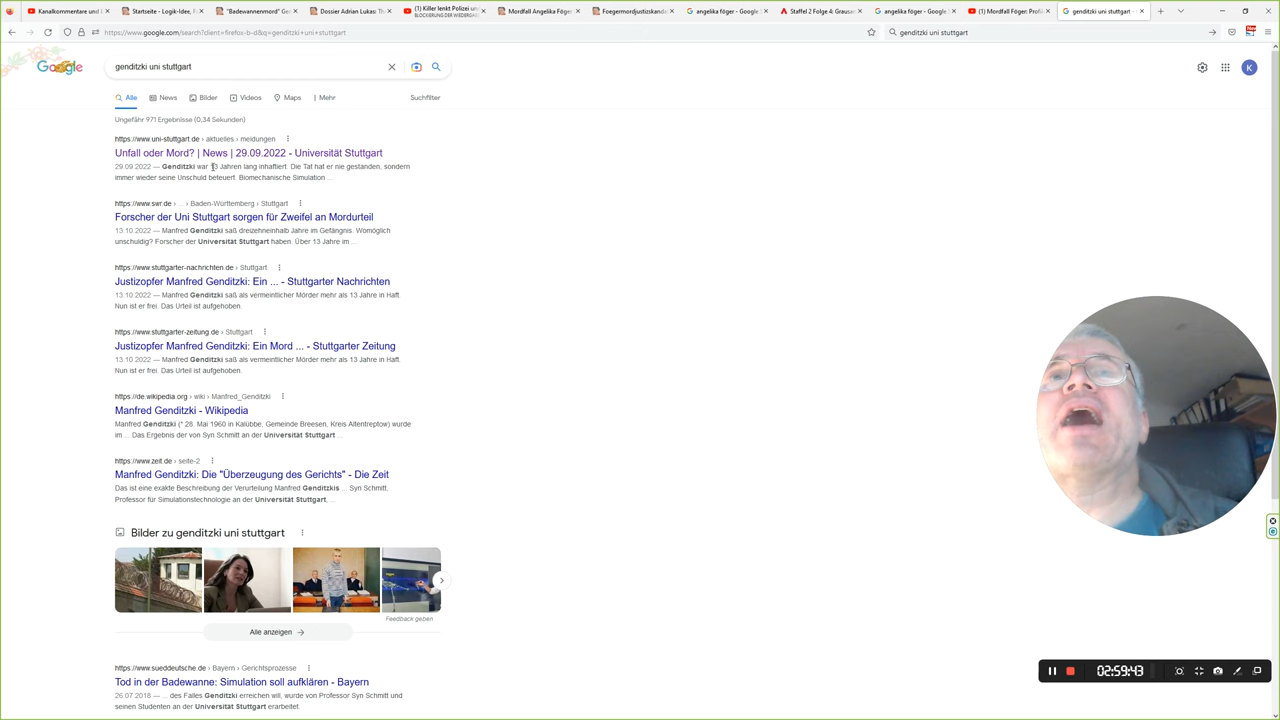 Kanalkommentare und I
Startseite - Logik-Idee, F
"Badewannenmord" Ger
Dossier Adrian Lukas: Th
(1) Killer lenkt Polizei un
BLOCKIERUNG DER WIEDERGAB
Mordfall Angelika Föger
Foegermordjustizskanda
angelika föger - Google S
Staffel 2 Folge 4: Grause
angelika föger - Google
(1) Mordfall Föger: Profil
genditzki uni stuttgart -
https://www.google.com/search?client=firefox-b-d&q=genditzki+uni+stuttgart
genditzki uni stuttgart
Google
genditzki uni stuttgart
K
Alle
News
Bilder
Videos
Maps
Mehr
Suchfilter
Ungefähr 971 Ergebnisse (0,34 Sekunden)
https://www.uni-stuttgart.de › aktuelles › meldungen
Unfall oder Mord? | News | 29.09.2022 - Universität Stuttgart
29.09.2022 — Genditzki war 13 Jahren lang inhaftiert. Die Tat hat er nie gestanden, sondern
immer wieder seine Unschuld beteuert. Biomechanische Simulation ...
https://www.swr.de › ... › Baden-Württemberg › Stuttgart
Forscher der Uni Stuttgart sorgen für Zweifel an Mordurteil
13.10.2022 — Manfred Genditzki saß dreizeheinhalb Jahre im Gefängnis. Womöglich
unschuldig? Forscher der Universität Stuttgart haben. Über 13 Jahre im ...
https://www.stuttgarter-nachrichten.de › Stuttgart
Justizopfer Manfred Genditzki: Ein ... - Stuttgarter Nachrichten
13.10.2022 — Manfred Genditzki saß als vermeintlicher Mörder mehr als 13 Jahre in Haft.
Nun ist er frei. Das Urteil ist aufgehoben.
https://www.stuttgarter-zeitung.de › Stuttgart
Justizopfer Manfred Genditzki: Ein Mord ... - Stuttgarter Zeitung
13.10.2022 — Manfred Genditzki saß als vermeintlicher Mörder mehr als 13 Jahre in Haft.
Nun ist er frei. Das Urteil ist aufgehoben.
https://de.wikipedia.org › wiki › Manfred_Genditzki
Manfred Genditzki - Wikipedia
Manfred Genditzki (* 28. Mai 1960 in Kalübbe, Gemeinde Breesen, Kreis Altentreptow) wurde
im ... Das Ergebnis der von Syn Schmitt an der Universität Stuttgart ...
https://www.zeit.de › seite-2
Manfred Genditzki: Die "Überzeugung des Gerichts" - Die Zeit
Das ist eine exakte Beschreibung der Verurteilung Manfred Genditzkis ... Syn Schmitt,
Professor für Simulationstechnologie an der Universität Stuttgart, ...
Bilder zu genditzki uni stuttgart
Feedback geben
Alle anzeigen
02:59:43
https://www.sueddeutsche.de › Bayern › Gerichtsprozesse
Tod in der Badewanne: Simulation soll aufklären - Bayern
26.07.2018 — ... des Falles Genditzki erreichen will, wurde von Professor Syn Schmitt und
seinen Studenten an der Universität Stuttgart erarbeitet.